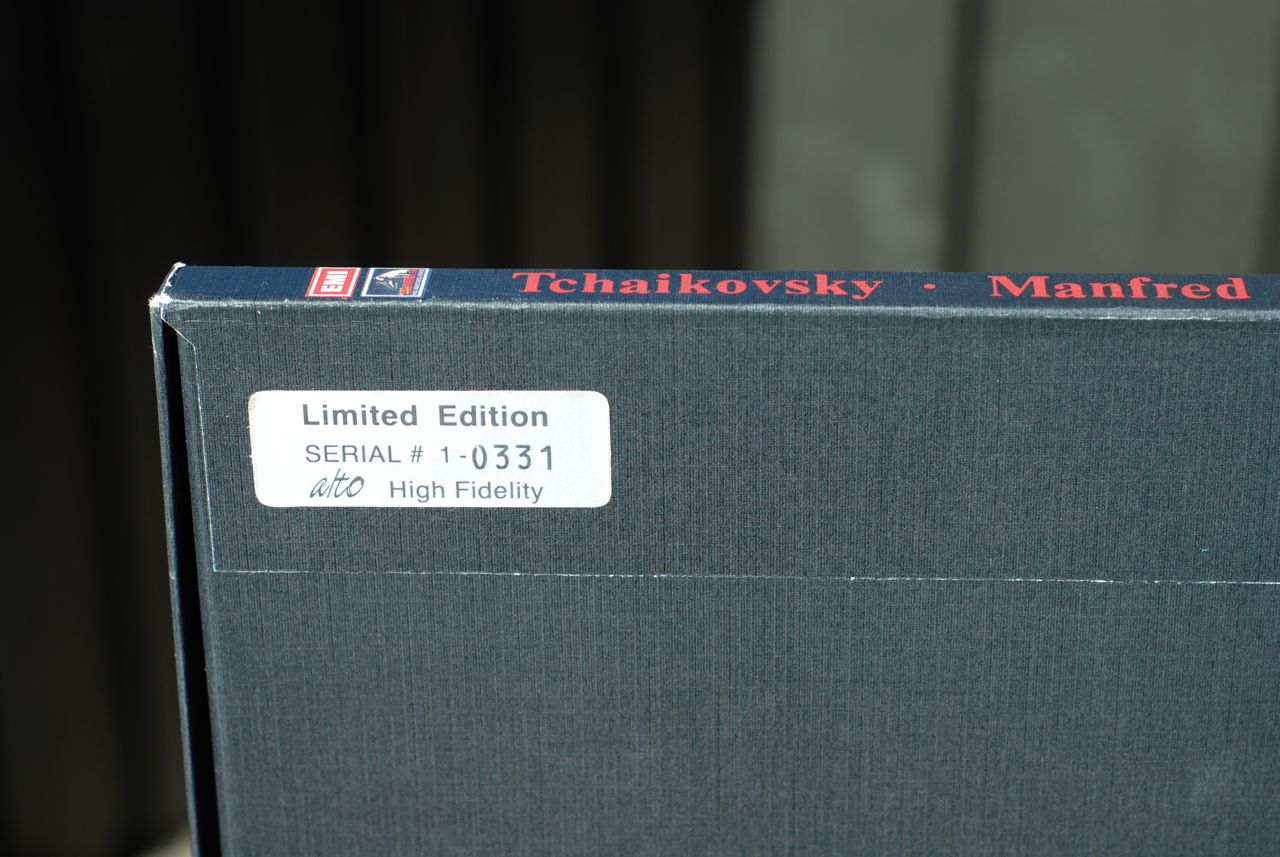 EMI
Tchaikovsky · Manfred
Limited Edition
SERIAL # 1-0331
alto High Fidelity